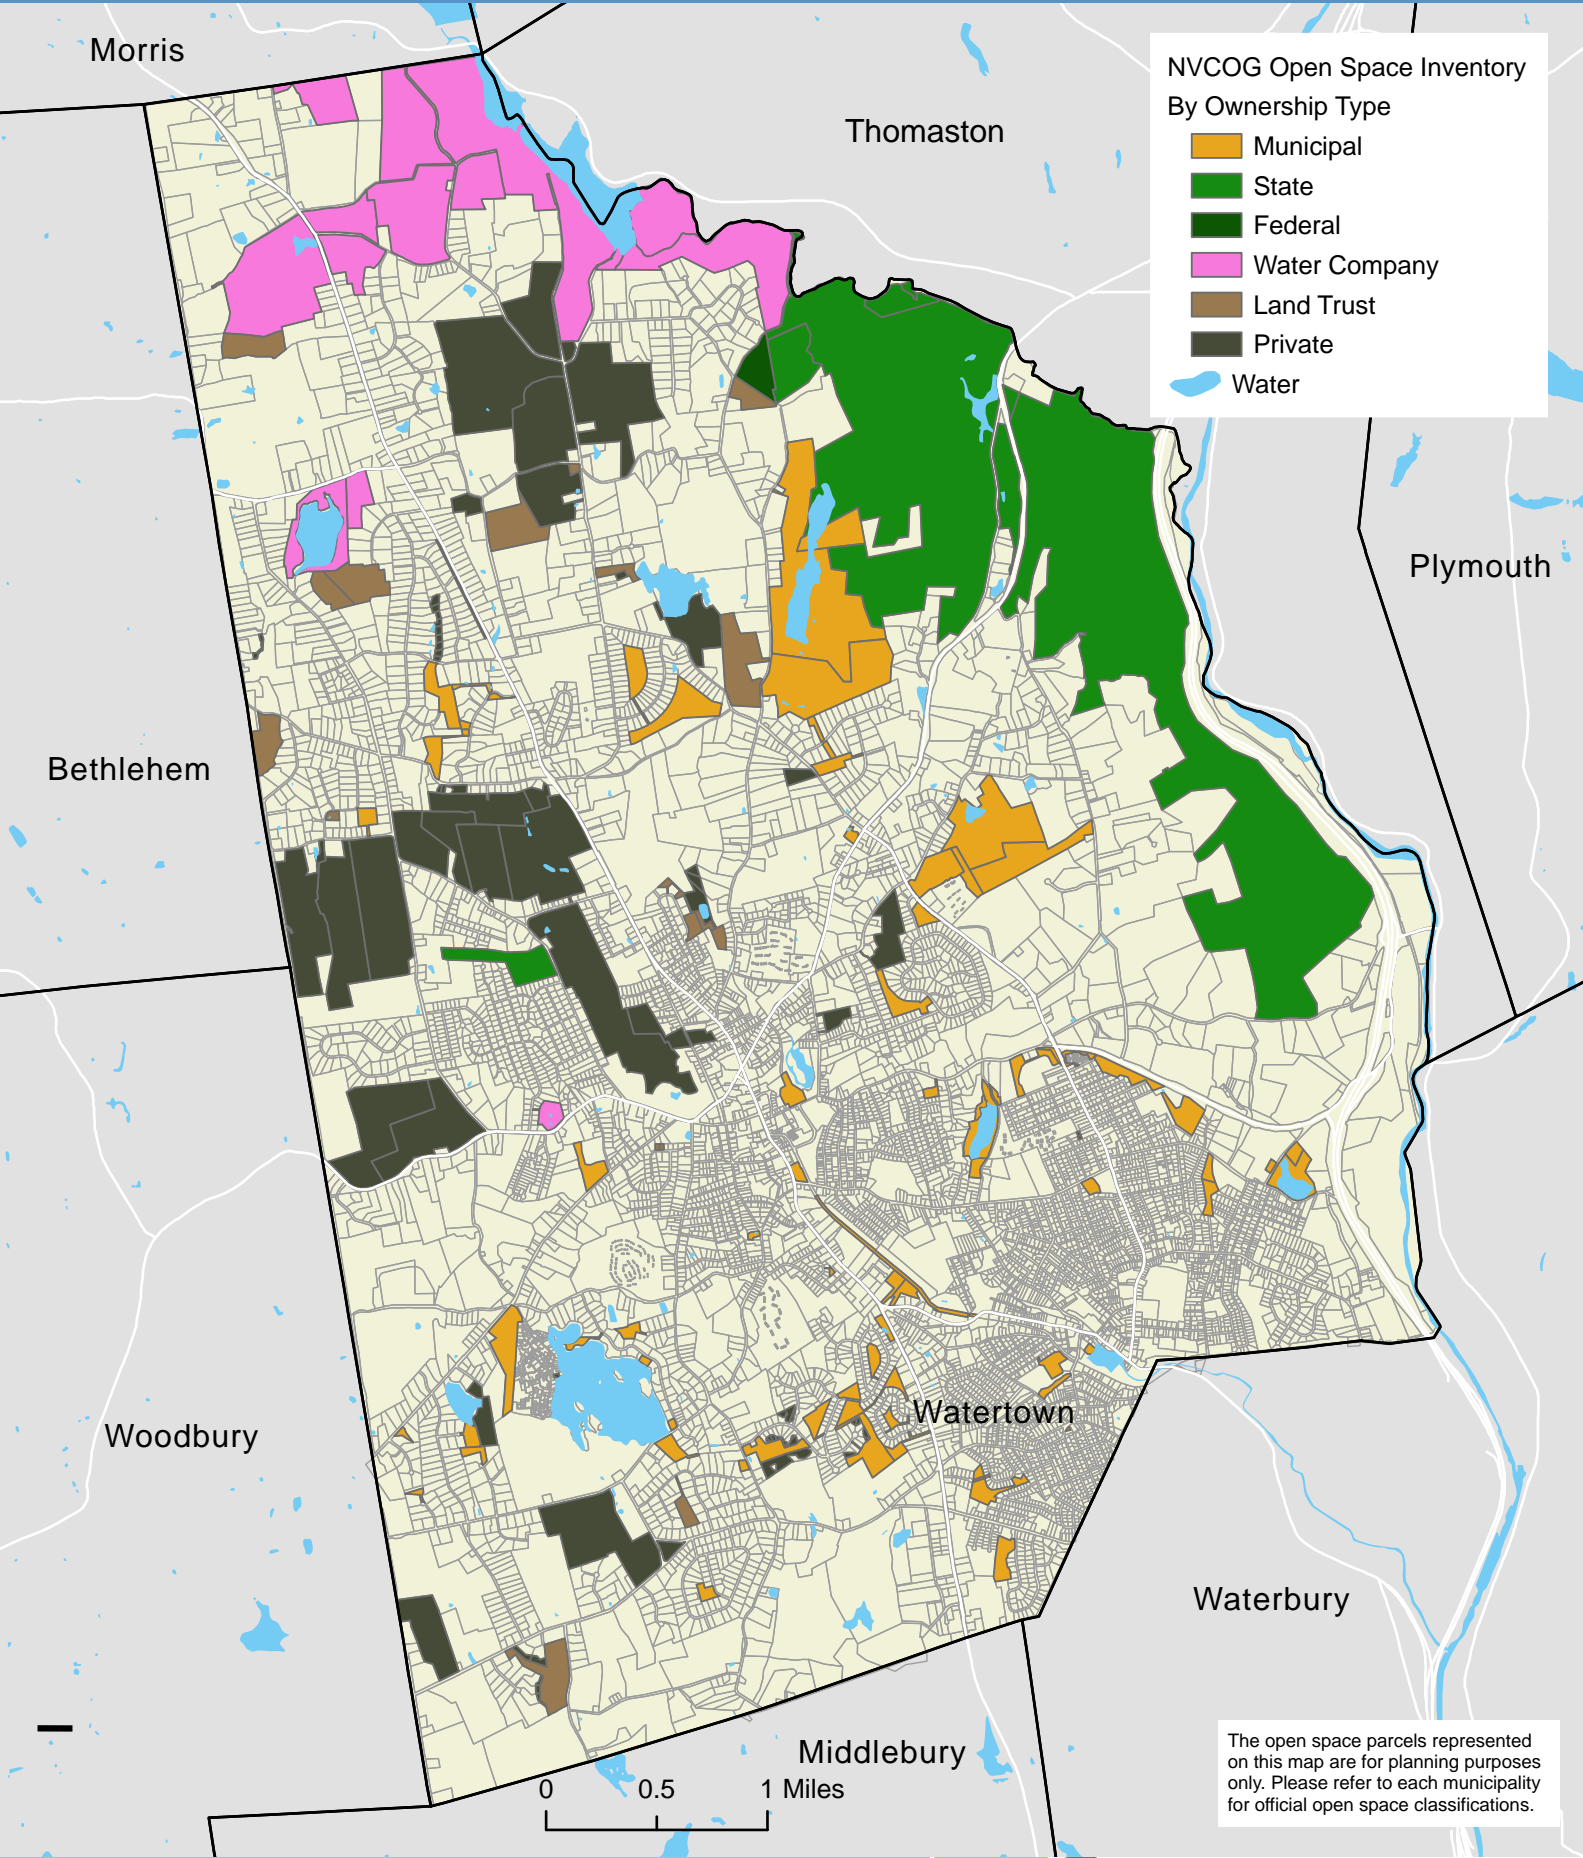 Morris
Thomaston
NVCOG Open Space Inventory
By Ownership Type
Municipal
State
Federal
Water Company
Land Trust
Private
Water
Plymouth
Bethlehem
Woodbury
Watertown
Waterbury
Middlebury
0 0.5 1 Miles
The open space parcels represented
on this map are for planning purposes
only. Please refer to each municipality
for official open space classifications.